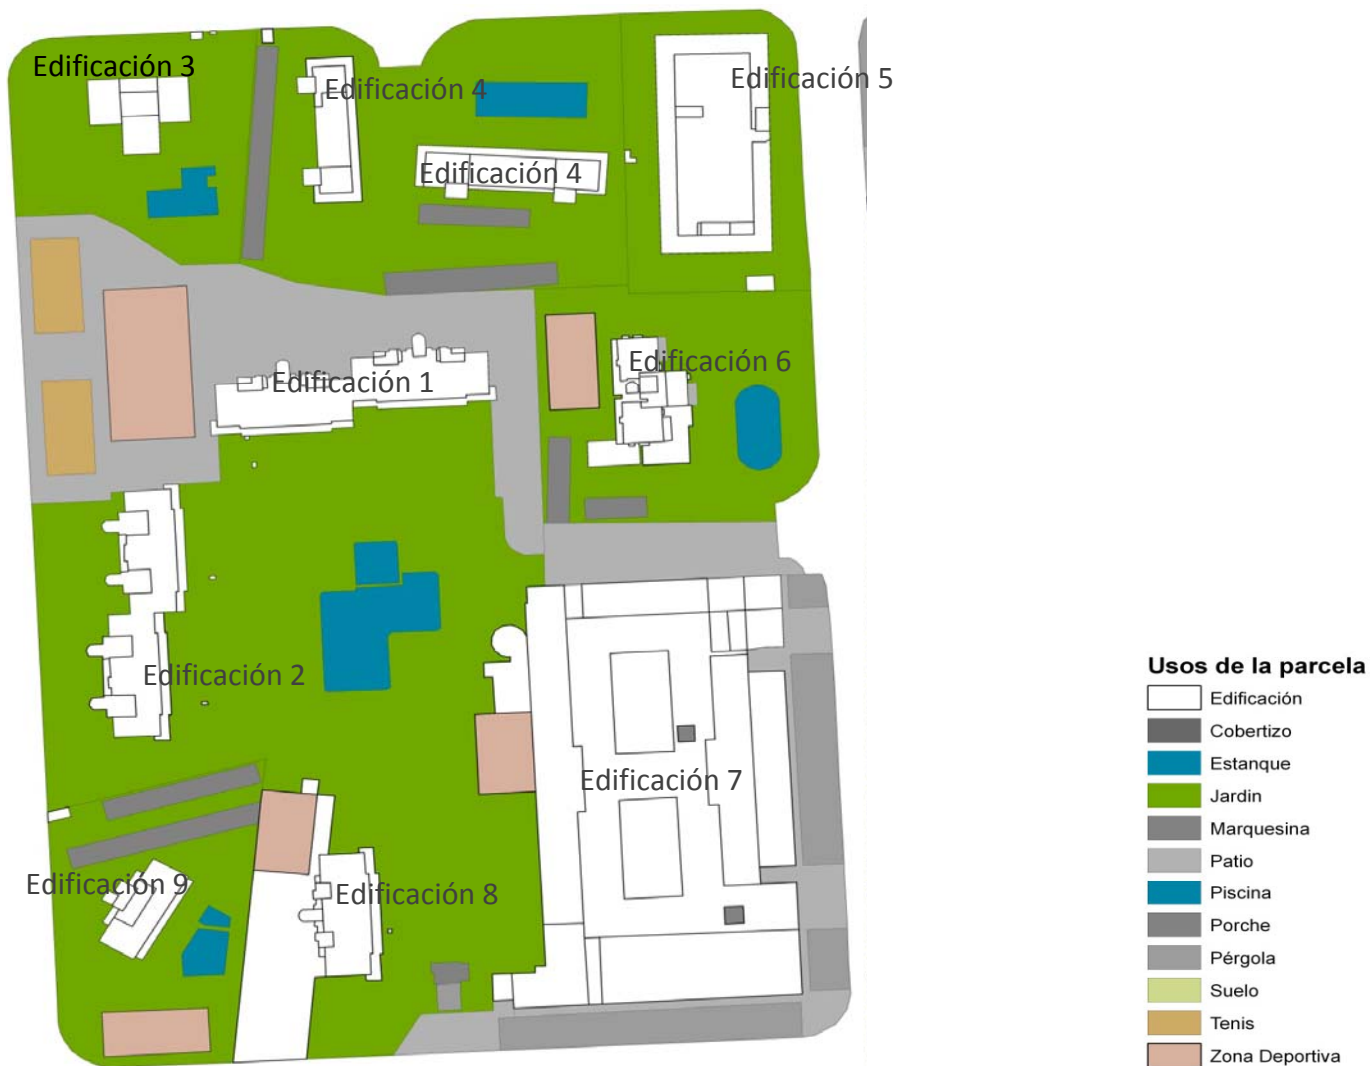 Edificación 3
Edificación 4
Edificación 5
Edificación 4
Edificación 6
Edificación 1
Edificación 2
Edificación 7
Edificación 9
Edificación 8
Usos de la parcela
Edificación
Cobertizo
Estanque
Jardin
Marquesina
Patio
Piscina
Porche
Pérgola
Suelo
Tenis
Zona Deportiva